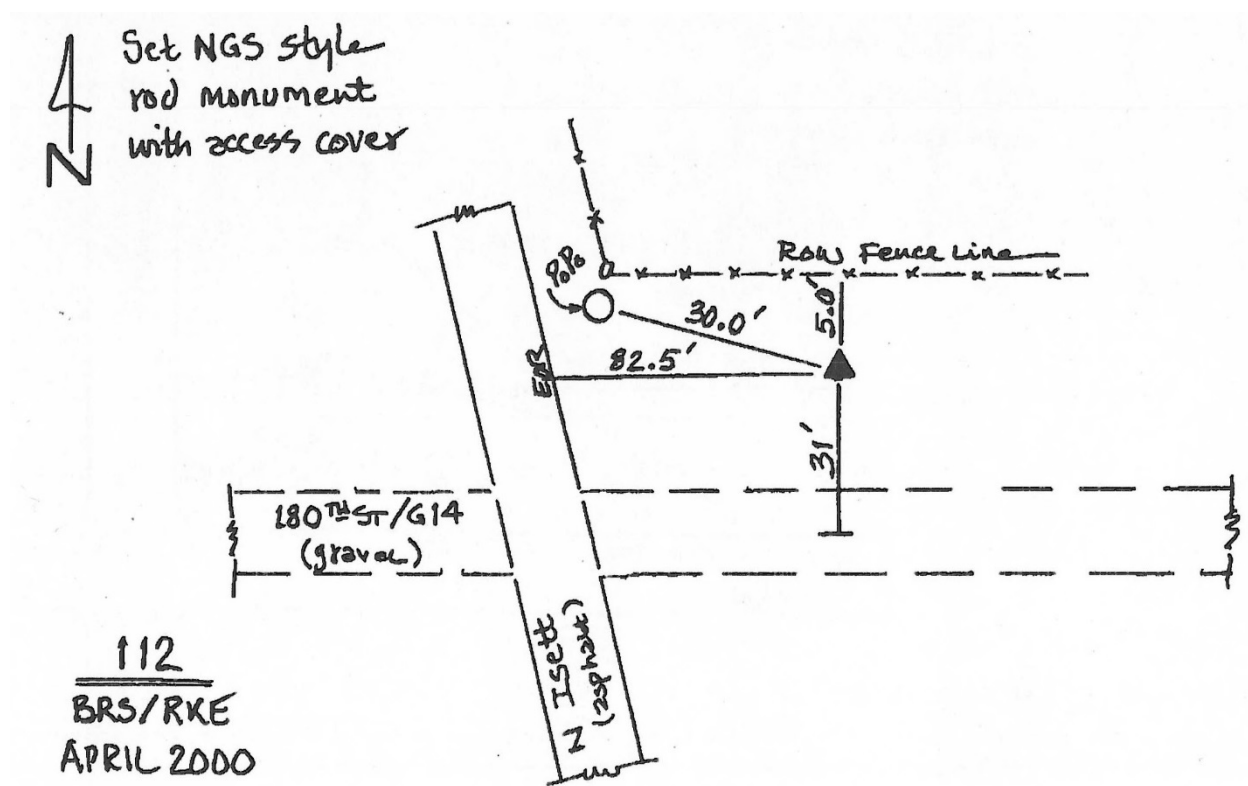 Set NGS style
rod monument
with access cover
N
PoPo
Row Fence Line
30.0'
5.0'
82.5'
EOR
31'
180TH ST/G14
(gravel)
N Isett
(asphalt)
112
BRS/RKE
APRIL 2000